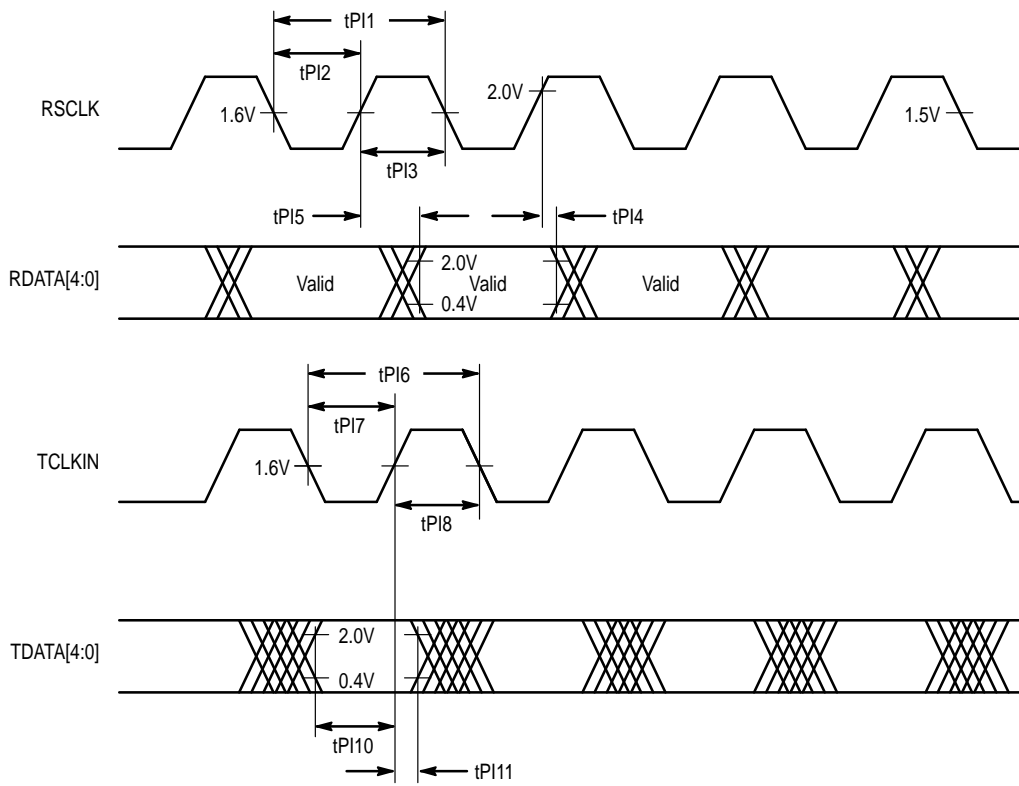 tPI1
tPI2
RSCLK
1.6V
2.0V
1.5V
tPI3
tPI5
tPI4
RDATA[4:0]
Valid
2.0V
Valid
0.4V
Valid
tPI6
tPI7
TCLKIN
1.6V
tPI8
TDATA[4:0]
2.0V
0.4V
tPI10
tPI11